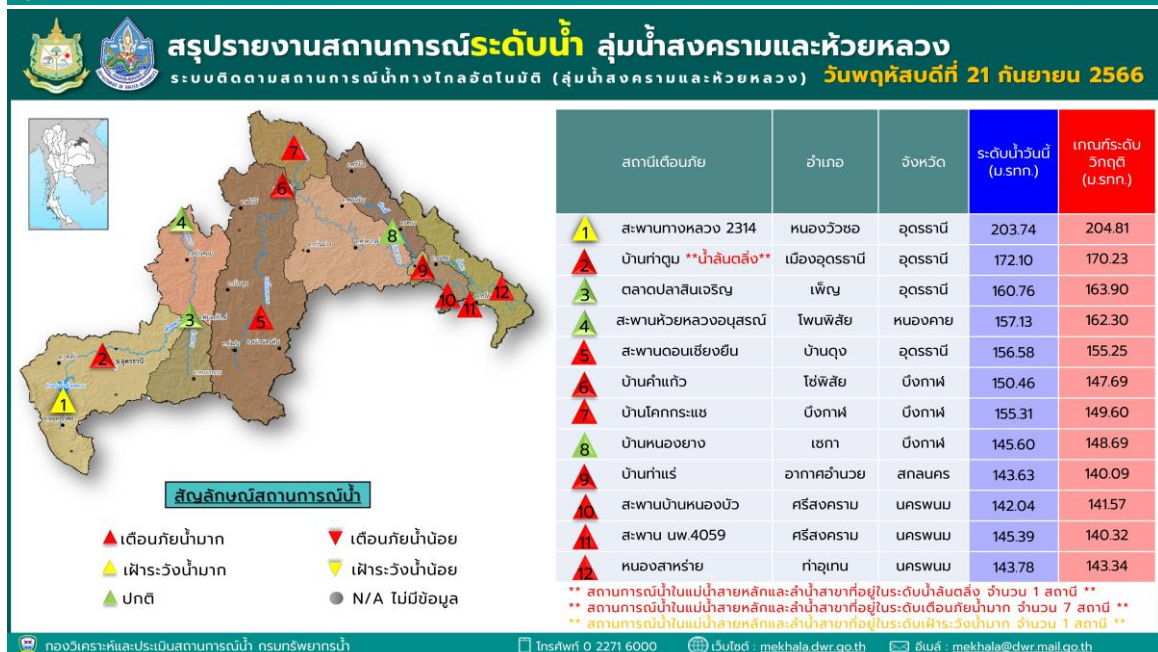 สรุปรายงานสถานการณ์ระดับน้ำ ลุ่มน้ำสงครามและห้วยหลวง
ระบบติดตามสถานการณ์น้ำทางไกลอัตโนมัติ (ลุ่มน้ำสงครามและห้วยหลวง) วันพฤหัสบดีที่ 21 กันยายน 2566
7
6
4
8
9
10
11
12
3
5
2
1
สัญลักษณ์สถานการณ์น้ำ
เตือนภัยน้ำมาก เตือนภัยน้ำน้อย
เฝ้าระวังน้ำมาก เฝ้าระวังน้ำน้อย
ปกติ N/A ไม่มีข้อมูล
สถานีเตือนภัย อำเภอ จังหวัด ระดับน้ำวันนี้ (ม.รทก.) เกณฑ์ระดับวิกฤติ (ม.รทก.)
1 สะพานทางหลวง 2314 หนองวัวซอ อุดรธานี 203.74 204.81
2 บ้านท่าตูม **น้ำล้นตลิ่ง** เมืองอุดรธานี อุดรธานี 172.10 170.23
3 ตลาดปลาสินเจริญ เพ็ญ อุดรธานี 160.76 163.90
4 สะพานห้วยหลวงอนุสรณ์ โพนพิสัย หนองคาย 157.13 162.30
5 สะพานดอนเชียงยืน บ้านดุง อุดรธานี 156.58 155.25
6 บ้านคำแก้ว โซ่พิสัย บึงกาฬ 150.46 147.69
7 บ้านโคกกระแซ บึงกาฬ บึงกาฬ 155.31 149.60
8 บ้านหนองยาง เซกา บึงกาฬ 145.60 148.69
9 บ้านท่าแร่ อากาศอำนวย สกลนคร 143.63 140.09
10 สะพานบ้านหนองบัว ศรีสงคราม นครพนม 142.04 141.57
11 สะพาน นพ.4059 ศรีสงคราม นครพนม 145.39 140.32
12 หนองสาหร่าย ท่าอุเทน นครพนม 143.78 143.34
** สถานการณ์น้ำในแม่น้ำสายหลักและลำน้ำสาขาที่อยู่ในระดับน้ำล้นตลิ่ง จำนวน 1 สถานี **
** สถานการณ์น้ำในแม่น้ำสายหลักและลำน้ำสาขาที่อยู่ในระดับเตือนภัยน้ำมาก จำนวน 7 สถานี **
** สถานการณ์น้ำในแม่น้ำสายหลักและลำน้ำสาขาที่อยู่ในระดับเฝ้าระวังน้ำมาก จำนวน 1 สถานี **
กองวิเคราะห์และประเมินสถานการณ์น้ำ กรมทรัพยากรน้ำ โทรศัพท์ 0 2271 6000 เว็บไซต์ : mekhala.dwr.go.th อีเมล์ : mekhala@dwr.mail.go.th